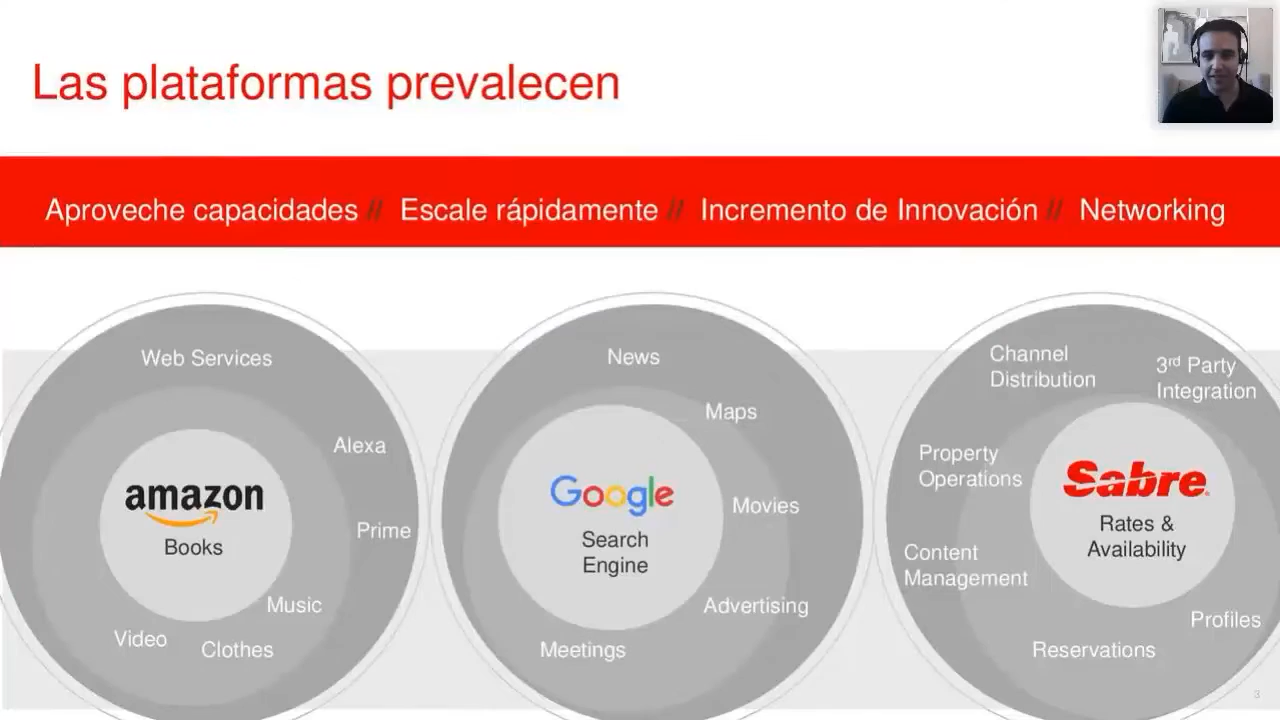 Las plataformas prevalecen
Aproveche capacidades // Escale rápidamente // Incremento de Innovación // Networking
Web Services
Alexa
amazon
Books
Prime
Music
Video
Clothes
News
Maps
Google
Search
Engine
Movies
Advertising
Meetings
Channel
Distribution
3rd Party
Integration
Property
Operations
Sabre
Rates &
Availability
Content
Management
Profiles
Reservations
3